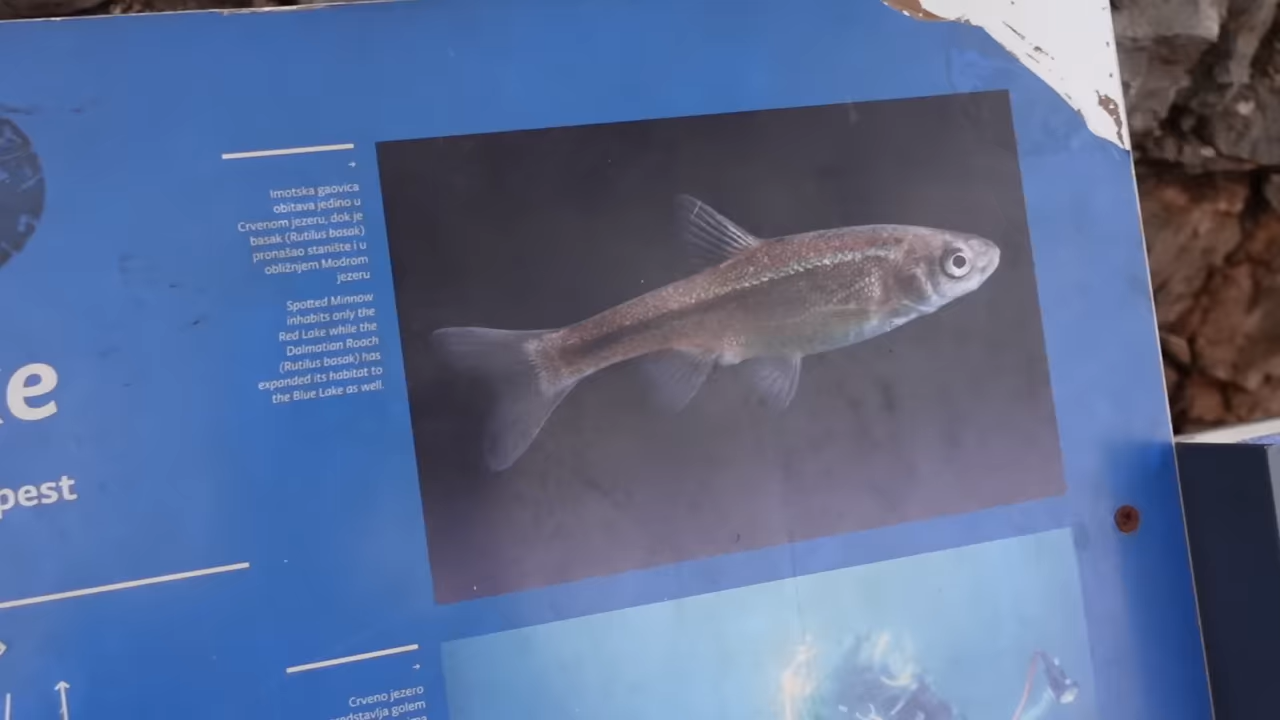 Imotska gaovica
obitava jedino u
Crvenom jezeru, dok je
basak (Rutilus basak)
pronašao stanište i u
obližnjem Modrom
jezeru
Spotted Minnow
inhabits only the
Red Lake while the
Dalmatian Roach
(Rutilus basak) has
expanded its habitat to
the Blue Lake as well.
e
pest
Crveno jezero
redstavlja golem